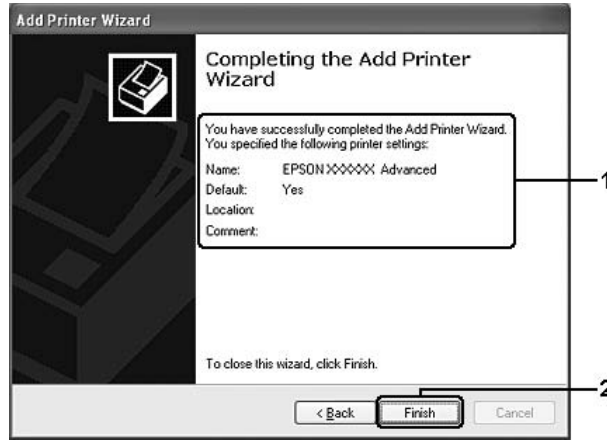 Add Printer Wizard
Completing the Add Printer
Wizard
You have successfully completed the Add Printer Wizard.
You specified the following printer settings:
Name: EPSON XXXXXX Advanced
Default: Yes
Location:
Comment:
1
To close this wizard, click Finish.
2
< Back Finish Cancel